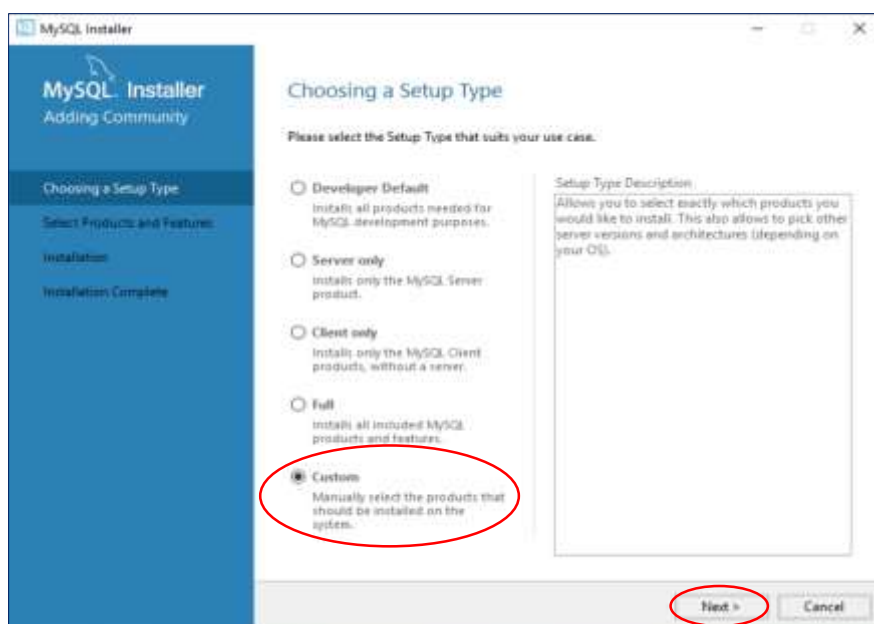 MySQL Installer
MySQL Installer
Adding Community
Choosing a Setup Type
Select Products and Features
Installation
Installation Complete
Choosing a Setup Type
Please select the Setup Type that suits your use case.
Developer Default
Installs all products needed for
MySQL development purposes.
Server only
Installs only the MySQL Server
product.
Client only
Installs only the MySQL Client
products, without a server.
Full
Installs all included MySQL
products and features.
Custom
Manually select the products that
should be installed on the
system.
Setup Type Description
Allows you to select exactly which products you
would like to install. This also allows to pick other
server versions and architectures (depending on
your OS).
Next >
Cancel